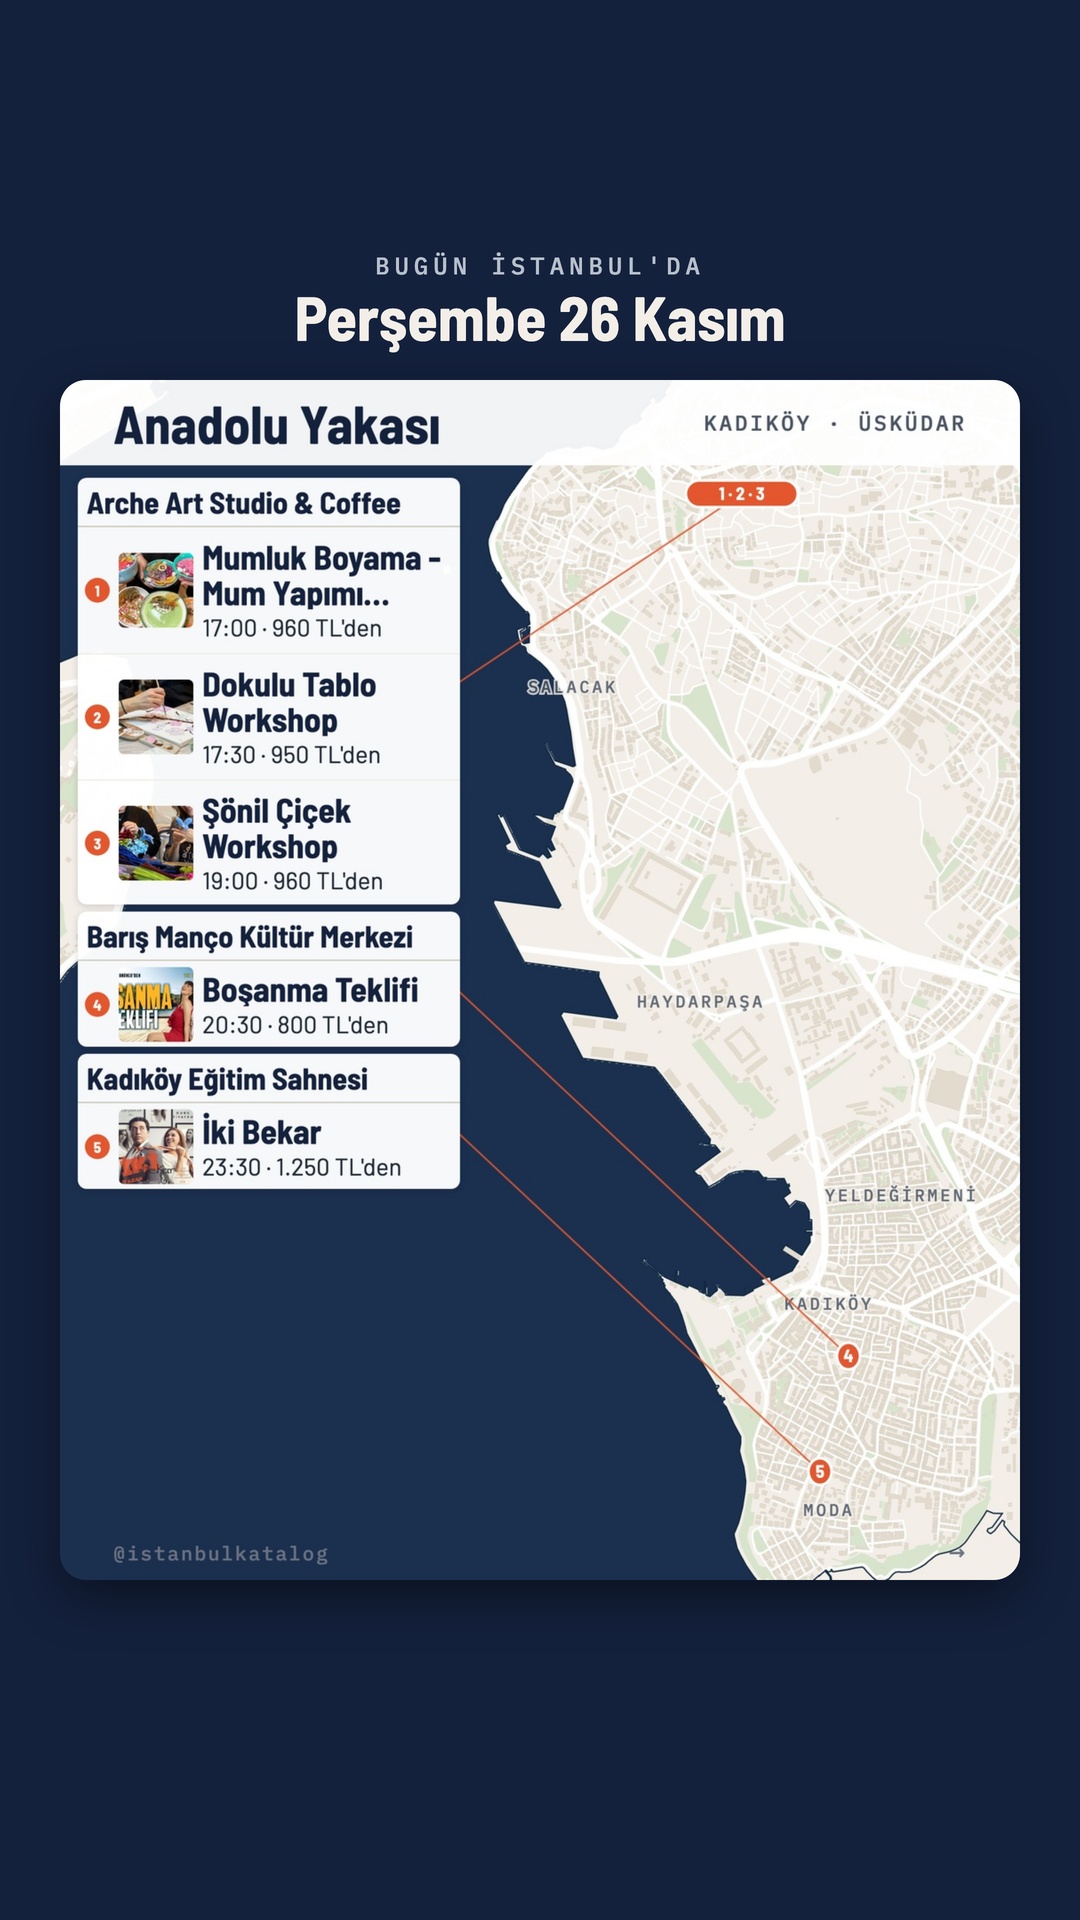 BUGÜN İSTANBUL'DA
Perşembe 26 Kasım
Anadolu Yakası
KADIKÖY · ÜSKÜDAR
Arche Art Studio & Coffee
1
Mumluk Boyama -
Mum Yapımı...
17:00 · 960 TL'den
2
Dokulu Tablo
Workshop
17:30 · 950 TL'den
3
Şönil Çiçek
Workshop
19:00 · 960 TL'den
Barış Manço Kültür Merkezi
4
SANMA
EKLİFİ
Boşanma Teklifi
20:30 · 800 TL'den
Kadıköy Eğitim Sahnesi
5
İki Bekar
23:30 · 1.250 TL'den
1·2·3
SALACAK
HAYDARPAŞA
YELDEĞİRMENİ
KADIKÖY
4
5
MODA
→
@istanbulkatalog